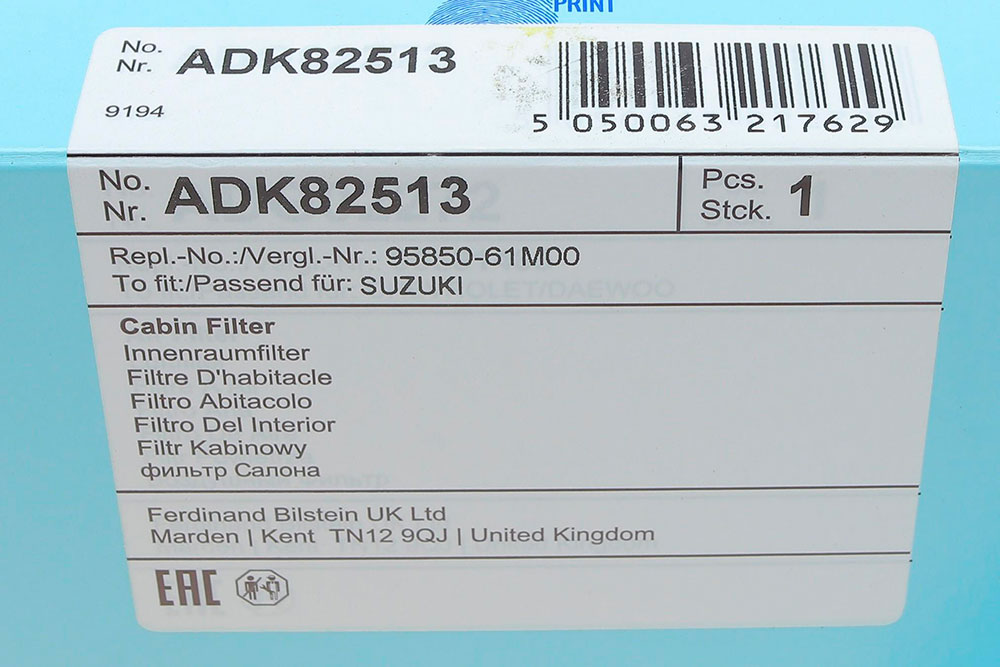 PRINT
No. ADK82513
Nr.
9194
5 050063 217629
No. ADK82513
Nr.
Pcs. 1
Stck.
Repl.-No.:/Vergl.-Nr.: 95850-61M00
To fit:/Passend für: SUZUKI
Cabin Filter
Innenraumfilter
Filtre D'habitacle
Filtro Abitacolo
Filtro Del Interior
Filtr Kabinowy
фильтр Салона
Ferdinand Bilstein UK Ltd
Marden | Kent TN12 9QJ | United Kingdom
EAC